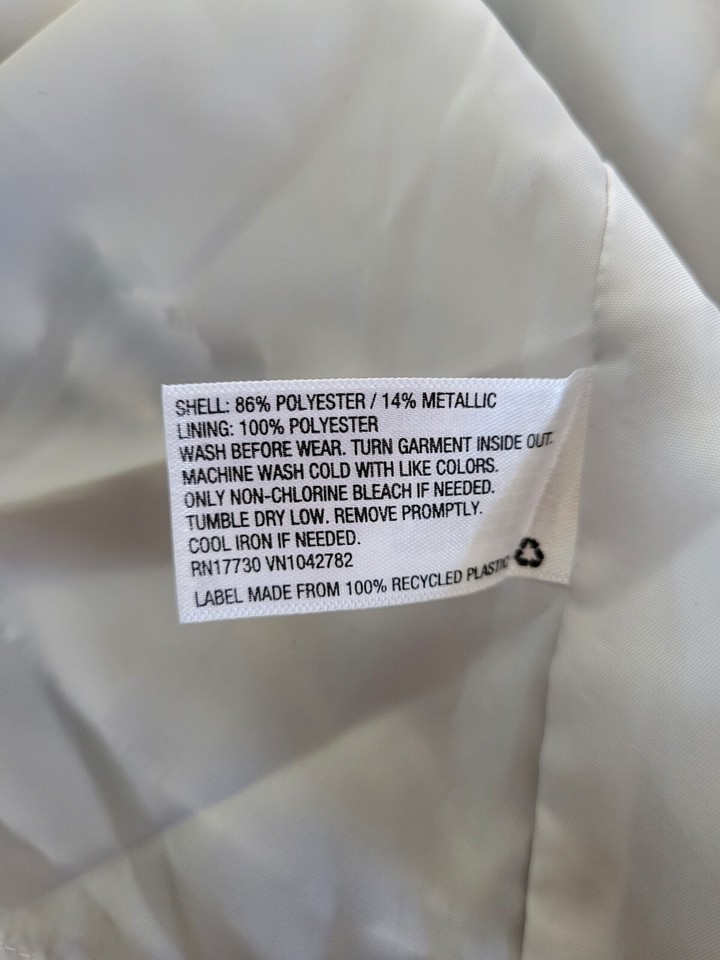 SHELL: 86% POLYESTER / 14% METALLIC
LINING: 100% POLYESTER
WASH BEFORE WEAR. TURN GARMENT INSIDE OUT.
MACHINE WASH COLD WITH LIKE COLORS.
ONLY NON-CHLORINE BLEACH IF NEEDED.
TUMBLE DRY LOW. REMOVE PROMPTLY.
COOL IRON IF NEEDED.
RN17730 VN1042782
LABEL MADE FROM 100% RECYCLED PLASTIC